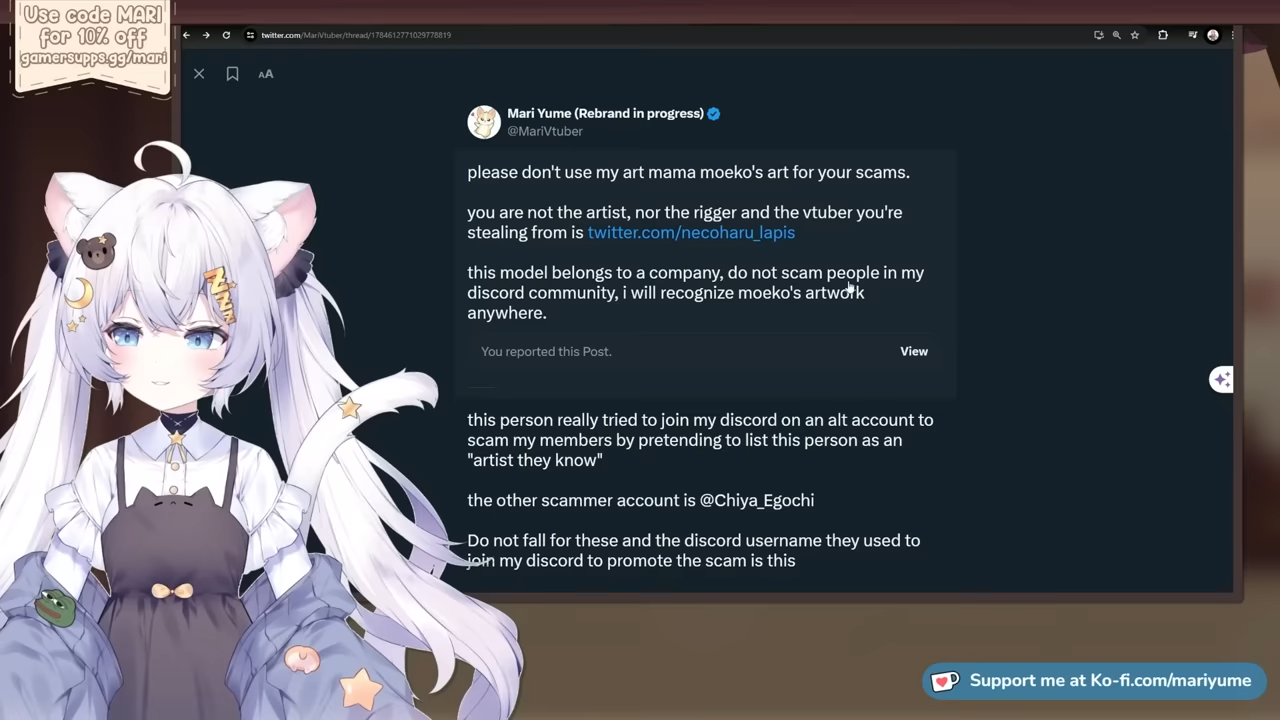 Use code MARI
for 10% off
gamersupps.gg/mari
twitter.com/MariVtuber/thread/1784612771029778819
AA
Mari Yume (Rebrand in progress)
@MariVtuber
please don't use my art mama moeko's art for your scams.
you are not the artist, nor the rigger and the vtuber you're
stealing from is twitter.com/necoharu_lapis
this model belongs to a company, do not scam people in my
discord community, i will recognize moeko's artwork
anywhere.
You reported this Post.
View
this person really tried to join my discord on an alt account to
scam my members by pretending to list this person as an
"artist they know"
the other scammer account is @Chiya_Egochi
Do not fall for these and the discord username they used to
join my discord to promote the scam is this
ZZZ
Support me at Ko-fi.com/mariyume